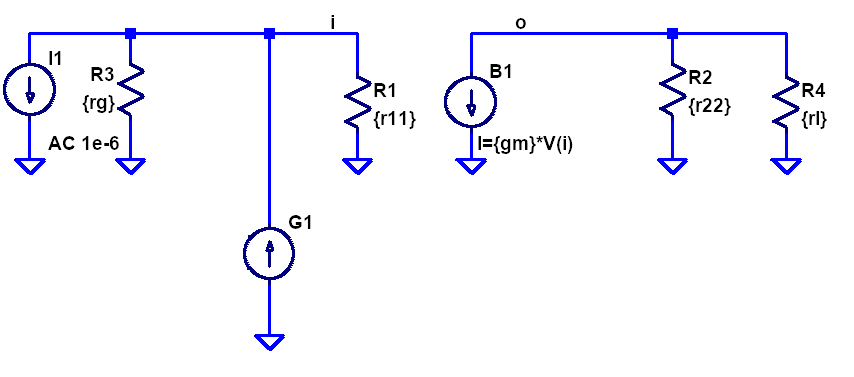 i
o
I1
R3
{rg}
AC 1e-6
R1
{r11}
B1
I={gm}*V(i)
R2
{r22}
R4
{rl}
G1